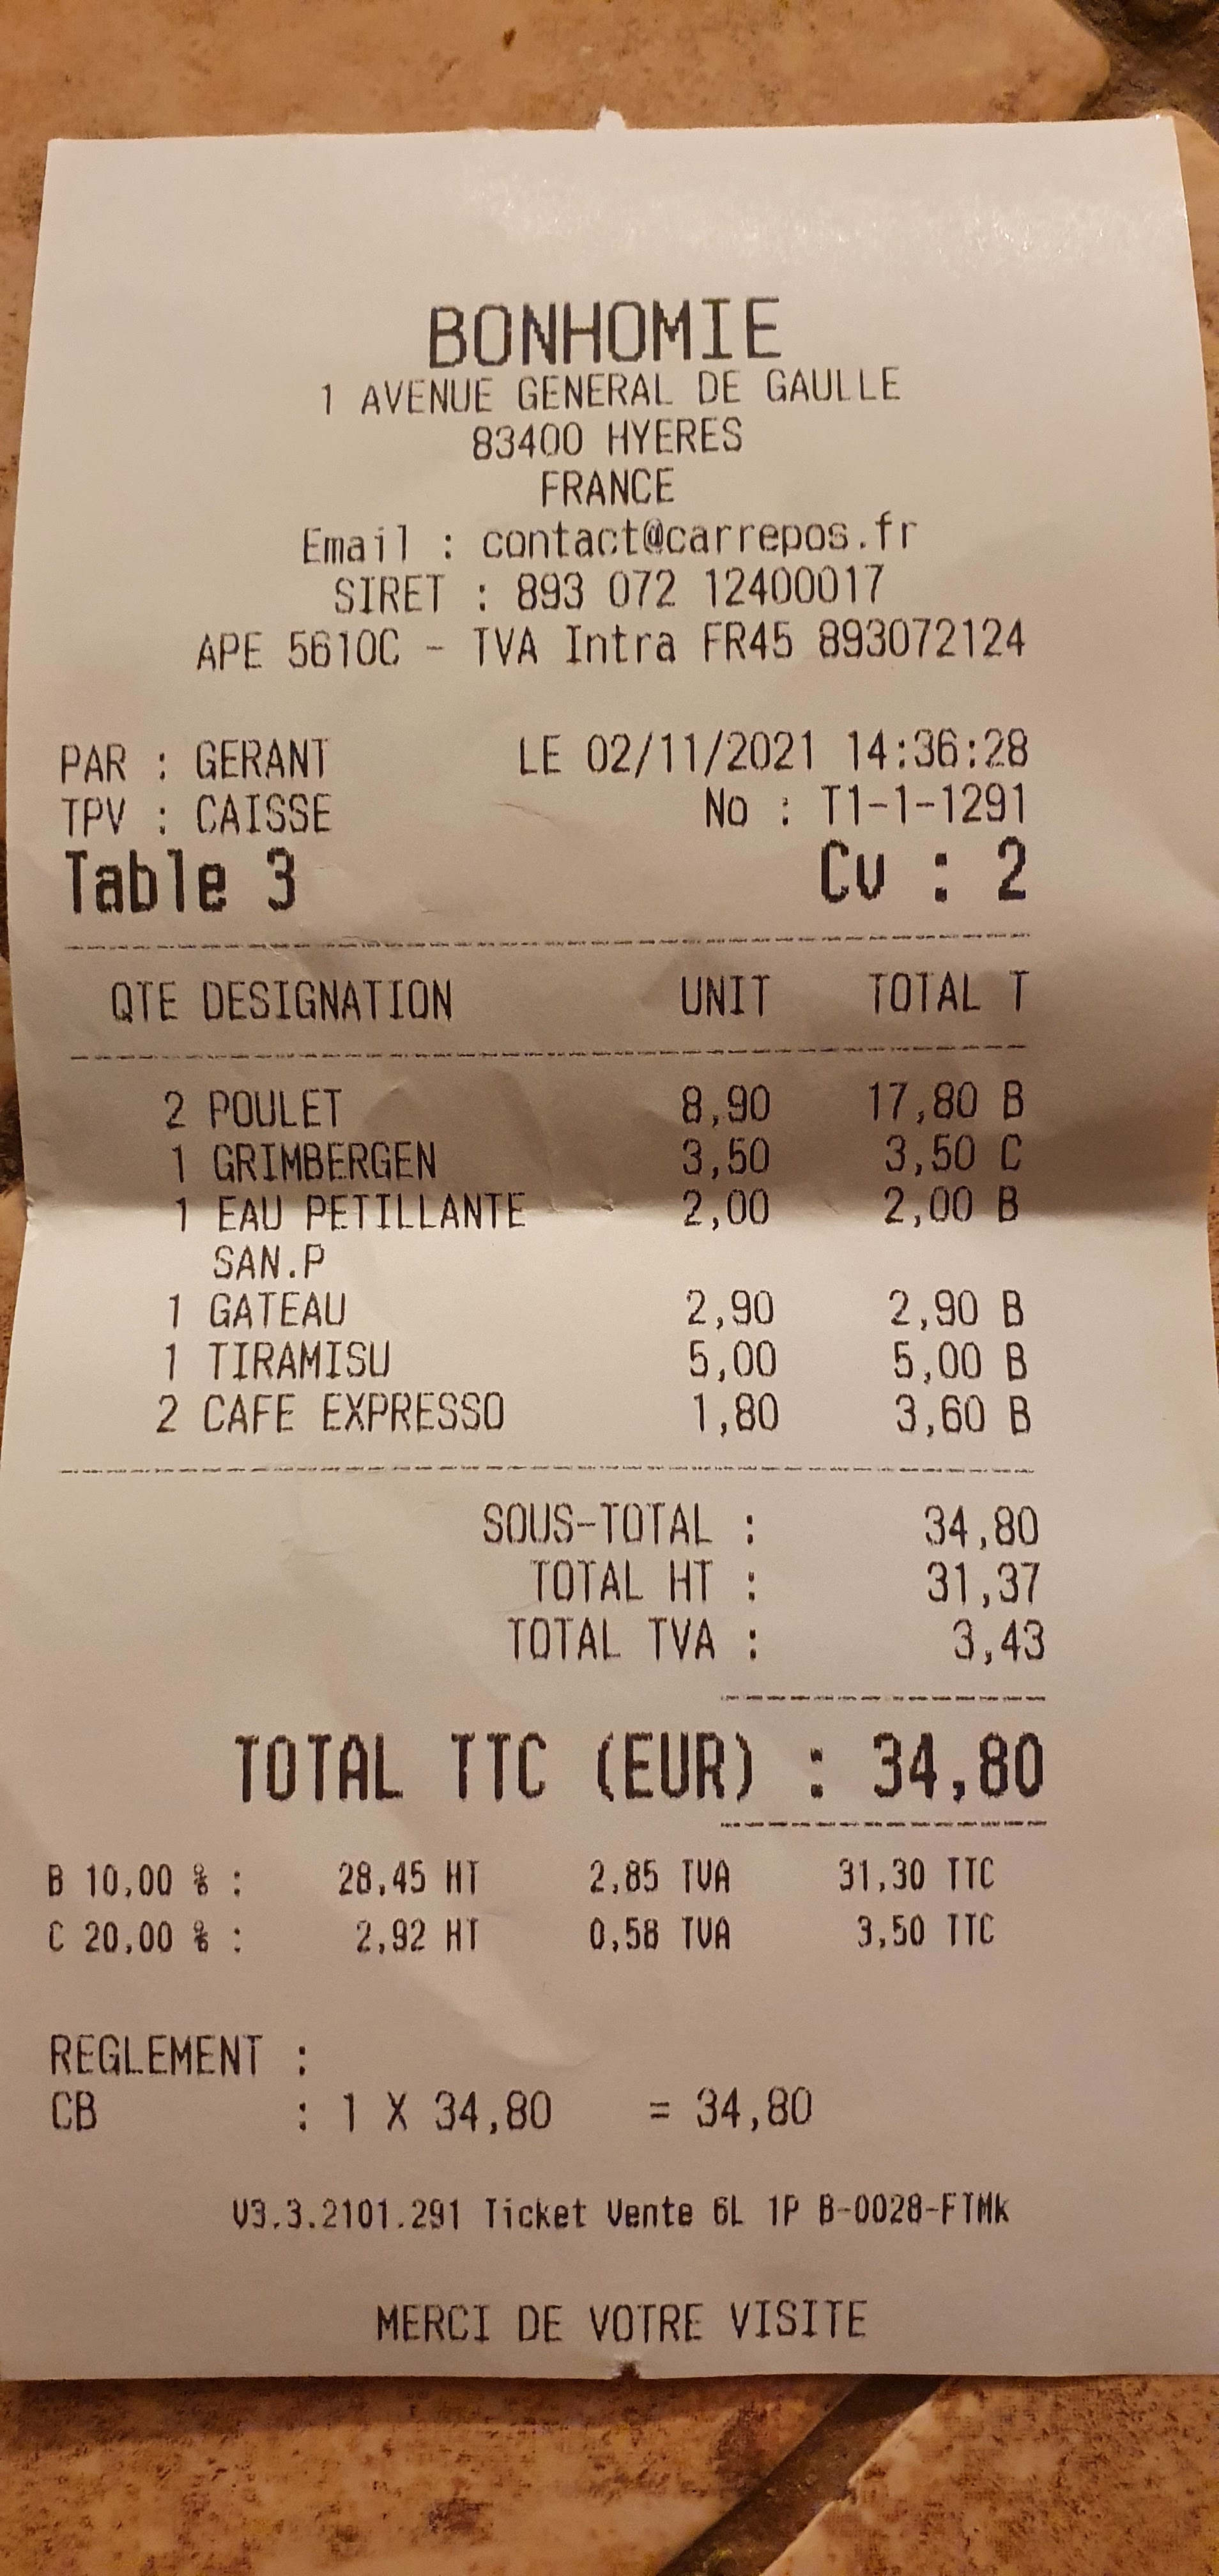 BONHOMIE
1 AVENUE GENERAL DE GAULLE
83400 HYERES
FRANCE
Email : contact@carrepos.fr
SIRET : 893 072 12400017
APE 5610C - TVA Intra FR45 893072124
PAR : GERANT LE 02/11/2021 14:36:28
TPV : CAISSE No : T1-1-1291
Table 3 Cv : 2
QTE DESIGNATION UNIT TOTAL T
2 POULET 8,90 17,80 B
1 GRIMBERGEN 3,50 3,50 C
1 EAU PETILLANTE 2,00 2,00 B
SAN.P
1 GATEAU 2,90 2,90 B
1 TIRAMISU 5,00 5,00 B
2 CAFE EXPRESSO 1,80 3,60 B
SOUS-TOTAL : 34,80
TOTAL HT : 31,37
TOTAL TVA : 3,43
TOTAL TTC (EUR) : 34,80
B 10,00 % : 28,45 HT 2,85 TVA 31,30 TTC
C 20,00 % : 2,92 HT 0,58 TVA 3,50 TTC
REGLEMENT :
CB : 1 X 34,80 = 34,80
V3.3.2101.291 Ticket Vente 6L 1P B-0028-FTMk
MERCI DE VOTRE VISITE